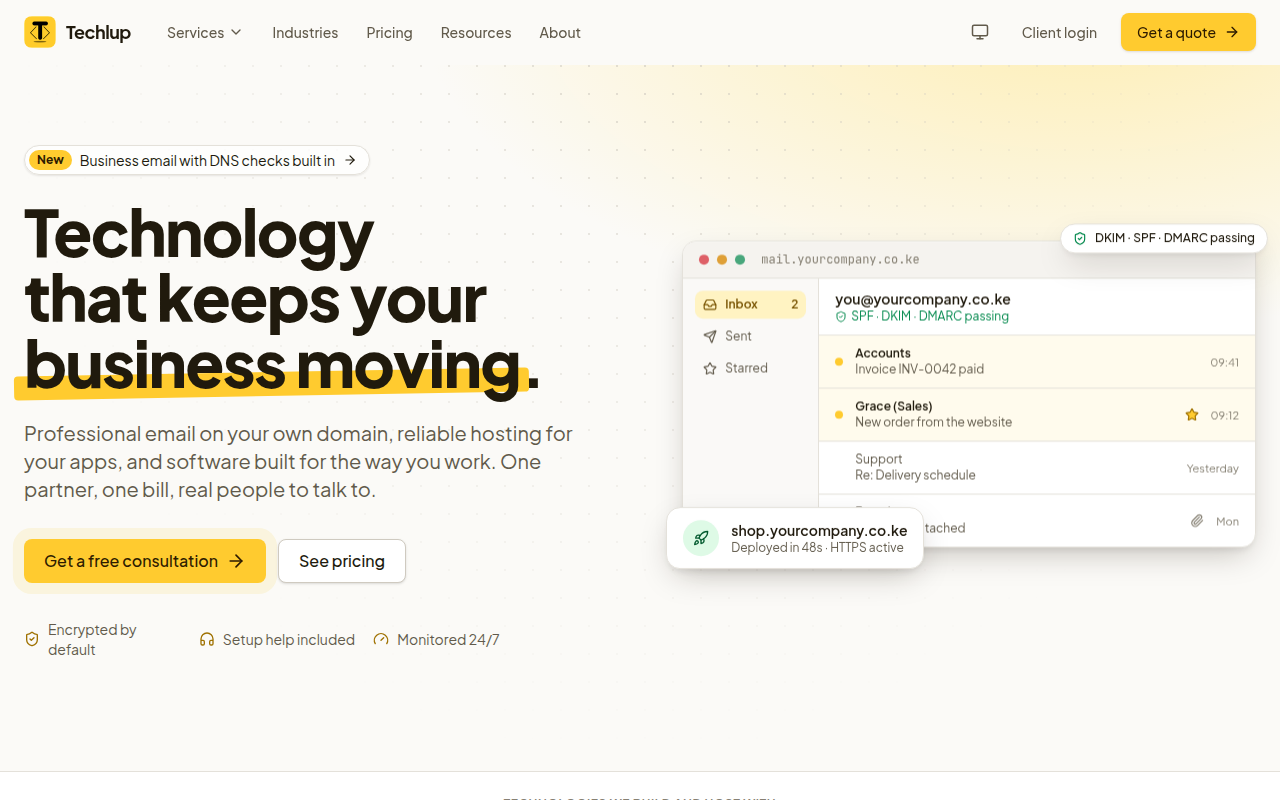 Techlup
Services
Industries
Pricing
Resources
About
Client login
Get a quote
New
Business email with DNS checks built in
Technology
that keeps your
business moving.
Professional email on your own domain, reliable hosting for
your apps, and software built for the way you work. One
partner, one bill, real people to talk to.
Get a free consultation
See pricing
Encrypted by
default
Setup help included
Monitored 24/7
DKIM · SPF · DMARC passing
mail.yourcompany.co.ke
Inbox 2
Sent
Starred
you@yourcompany.co.ke
SPF · DKIM · DMARC passing
Accounts
Invoice INV-0042 paid
09:41
Grace (Sales)
New order from the website
09:12
Support
Re: Delivery schedule
Yesterday
Mon
shop.yourcompany.co.ke
Deployed in 48s · HTTPS active